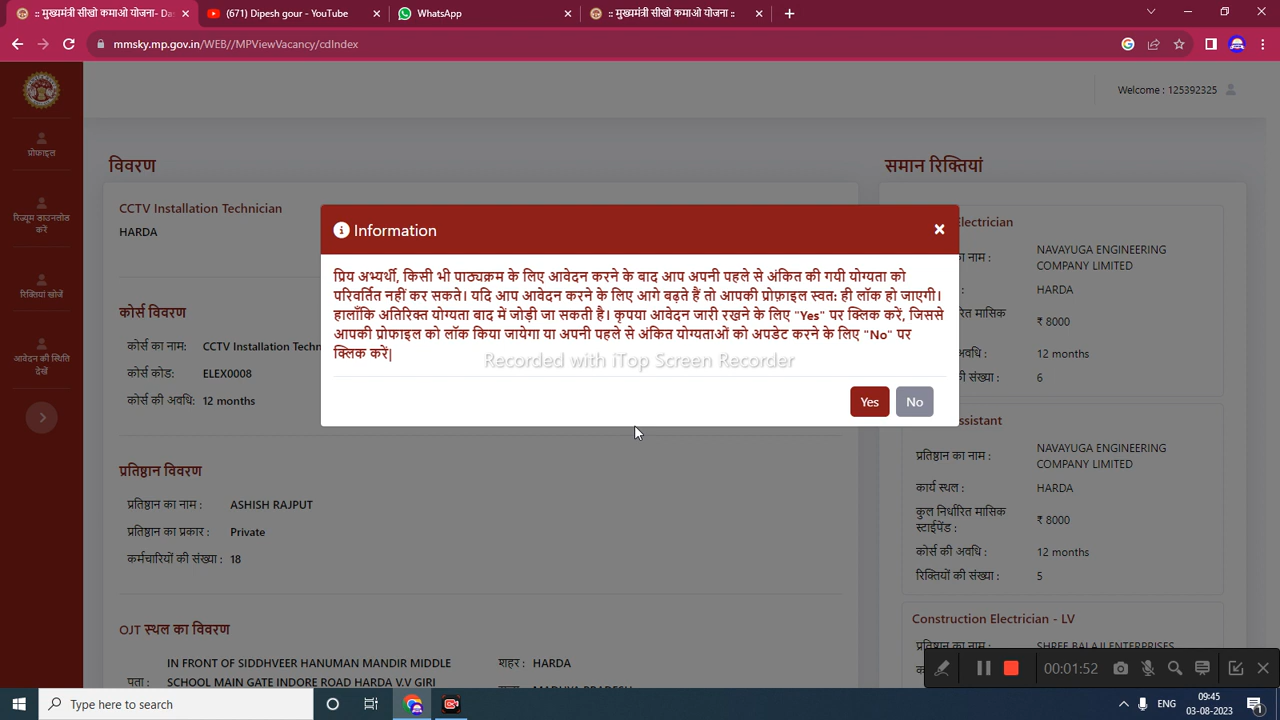 :: मुख्यमंत्री सीखो कमाओ योजना- Da
(671) Dipesh gour - YouTube
WhatsApp
:: मुख्यमंत्री सीखो कमाओ योजना ::
mmsky.mp.gov.in/WEB//MPViewVacancy/cdIndex
Welcome : 125392325
प्रोफाइल
रिज्यूम डाउनलोड
करें
रिक्तियां खोजें
आवेदन की स्थिति
देखें
विवरण
CCTV Installation Technician
HARDA
कोर्स विवरण
कोर्स का नाम: CCTV Installation Techn
कोर्स कोड: ELEX0008
कोर्स की अवधि: 12 months
प्रतिष्ठान विवरण
प्रतिष्ठान का नाम : ASHISH RAJPUT
प्रतिष्ठान का प्रकार : Private
कर्मचारियों की संख्या : 18
OJT स्थल का विवरण
पता : IN FRONT OF SIDDHVEER HANUMAN MANDIR MIDDLE
SCHOOL MAIN GATE INDORE ROAD HARDA V.V GIRI
शहर : HARDA
Information
प्रिय अभ्यर्थी, किसी भी पाठ्यक्रम के लिए आवेदन करने के बाद आप अपनी पहले से अंकित की गयी योग्यता को
परिवर्तित नहीं कर सकते। यदि आप आवेदन करने के लिए आगे बढ़ते हैं तो आपकी प्रोफ़ाइल स्वत: ही लॉक हो जाएगी।
हालाँकि अतिरिक्त योग्यता बाद में जोड़ी जा सकती है। कृपया आवेदन जारी रखने के लिए "Yes" पर क्लिक करें, जिससे
आपकी प्रोफाइल को लॉक किया जायेगा या अपनी पहले से अंकित योग्यताओं को अपडेट करने के लिए "No" पर
क्लिक करें|
Recorded with iTop Screen Recorder
Yes
No
समान रिक्तियां
Electrician
का नाम : NAVAYUGA ENGINEERING
COMPANY LIMITED
HARDA
रित मासिक ₹ 8000
अवधि : 12 months
की संख्या : 6
ssistant
प्रतिष्ठान का नाम : NAVAYUGA ENGINEERING
COMPANY LIMITED
कार्य स्थल : HARDA
कुल निर्धारित मासिक
स्टाईपेंड : ₹ 8000
कोर्स की अवधि : 12 months
रिक्तियों की संख्या : 5
Construction Electrician - LV
प्रतिष्ठान का नाम : SHREE BALAJI ENTERPRISES
00:01:52
Type here to search
ENG
09:45
03-08-2023